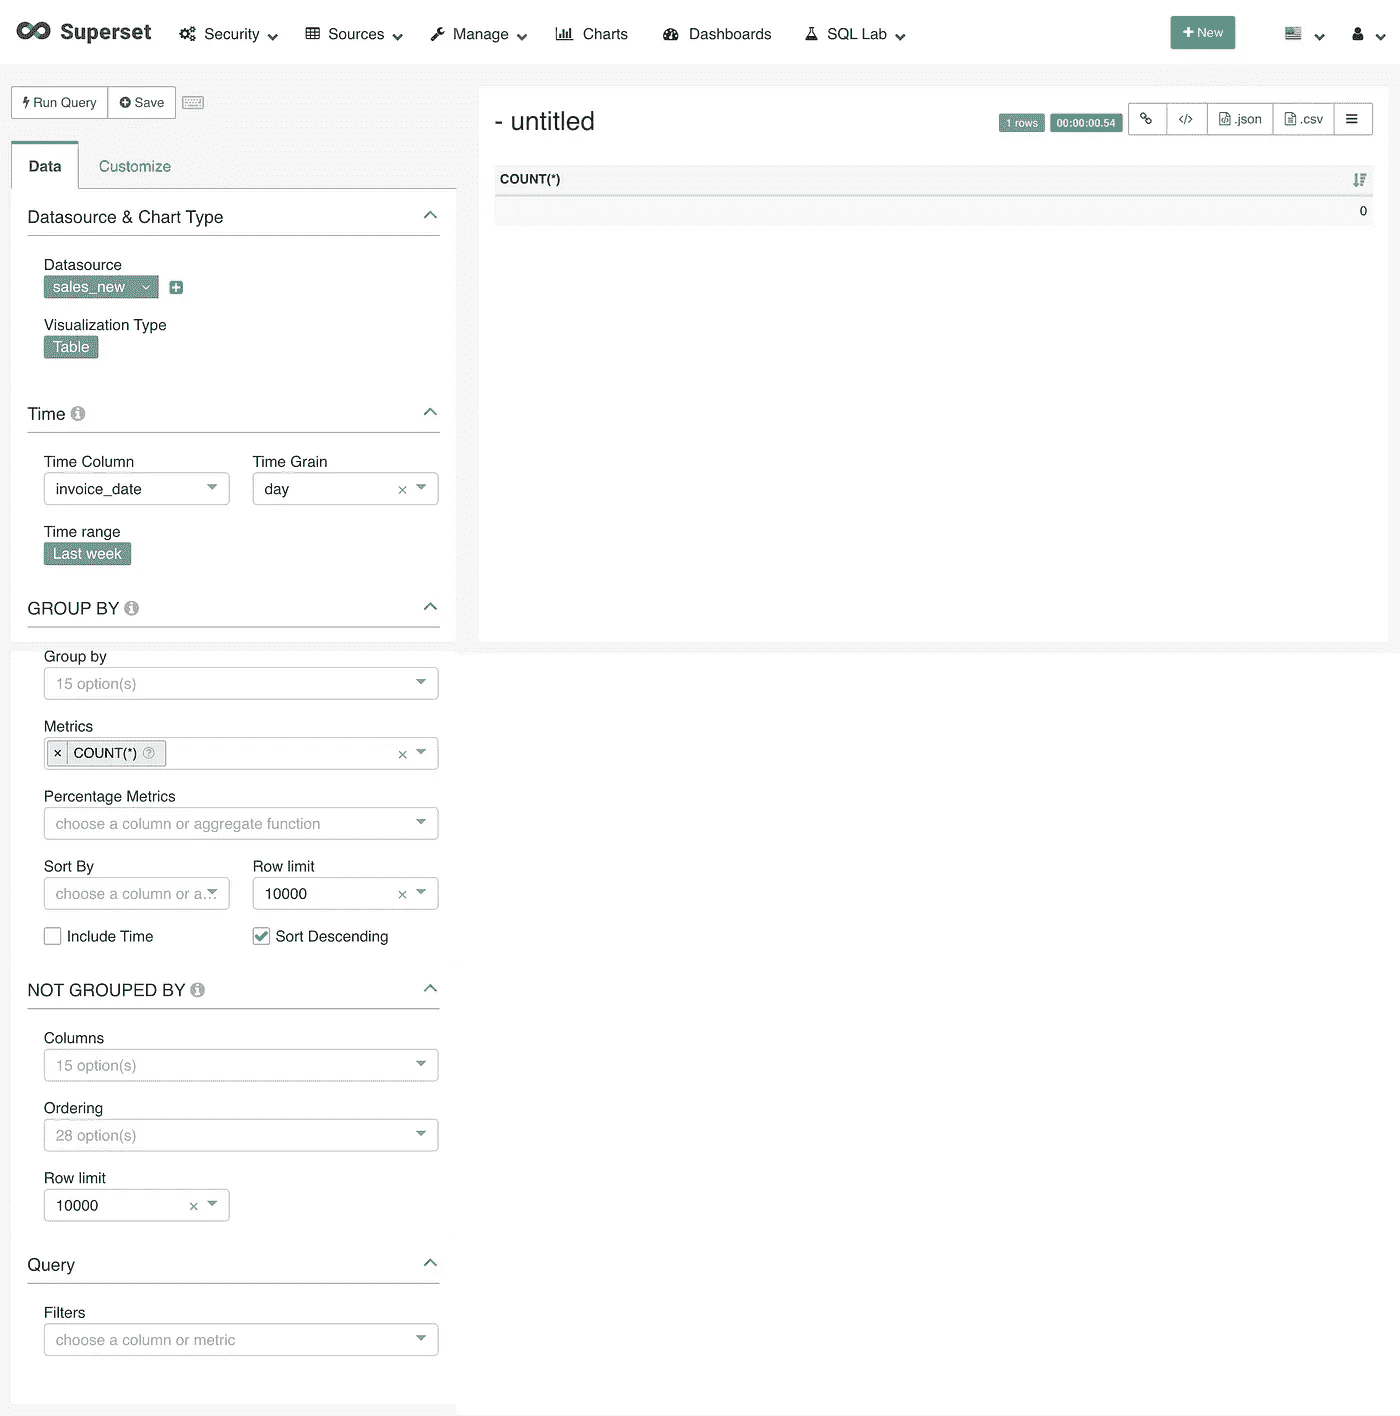 Superset Security Sources Manage Charts Dashboards SQL Lab + New
Run Query Save
Data Customize
Datasource & Chart Type
Datasource
sales_new
Visualization Type
Table
Time
Time Column Time Grain
invoice_date day
Time range
Last week
GROUP BY
Group by
15 option(s)
Metrics
× COUNT(*)
Percentage Metrics
choose a column or aggregate function
Sort By Row limit
choose a column or a... 10000
Include Time Sort Descending
NOT GROUPED BY
Columns
15 option(s)
Ordering
28 option(s)
Row limit
10000
Query
Filters
choose a column or metric
- untitled
1 rows 00:00:00.54 </> .json .csv
COUNT(*)
0